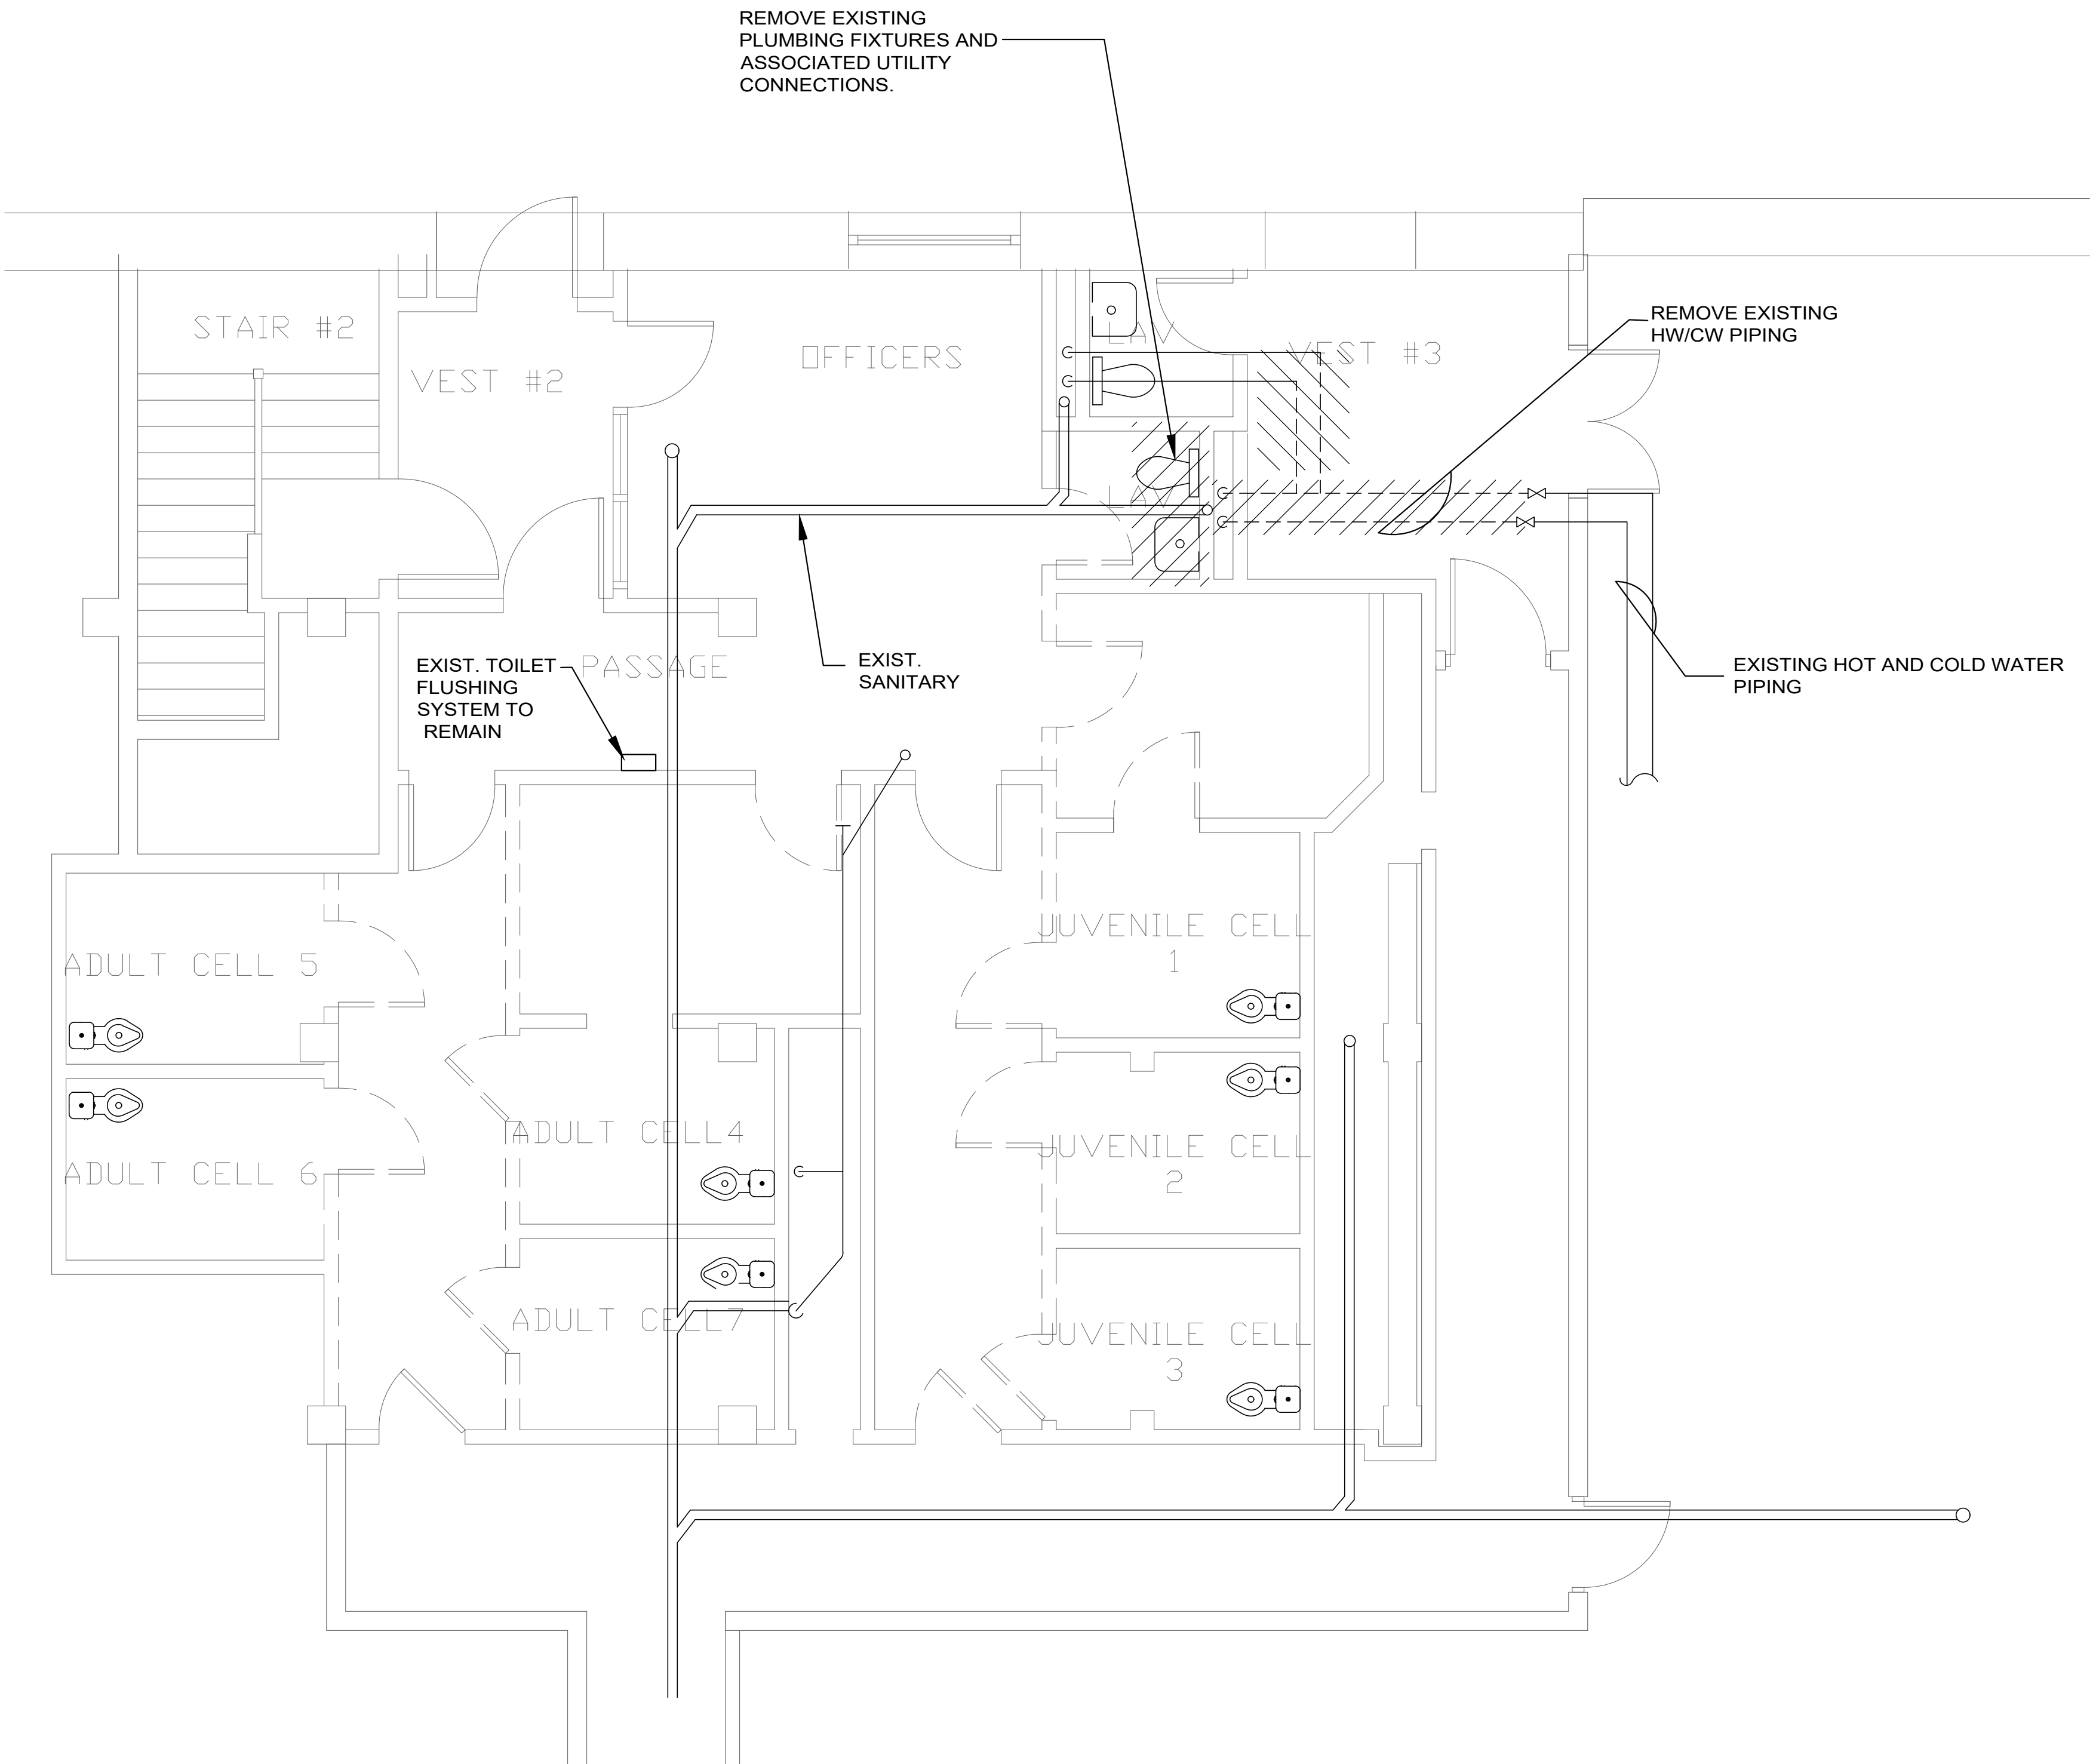 REMOVE EXISTING
PLUMBING FIXTURES AND
ASSOCIATED UTILITY
CONNECTIONS.
STAIR #2
VEST #2
OFFICERS
LAV
VEST #3
REMOVE EXISTING
HW/CW PIPING
LAV
EXIST. TOILET
FLUSHING
SYSTEM TO
REMAIN
PASSAGE
EXIST.
SANITARY
EXISTING HOT AND COLD WATER
PIPING
ADULT CELL 5
JUVENILE CELL
1
ADULT CELL 6
ADULT CELL4
JUVENILE CELL
2
ADULT CELL7
JUVENILE CELL
3